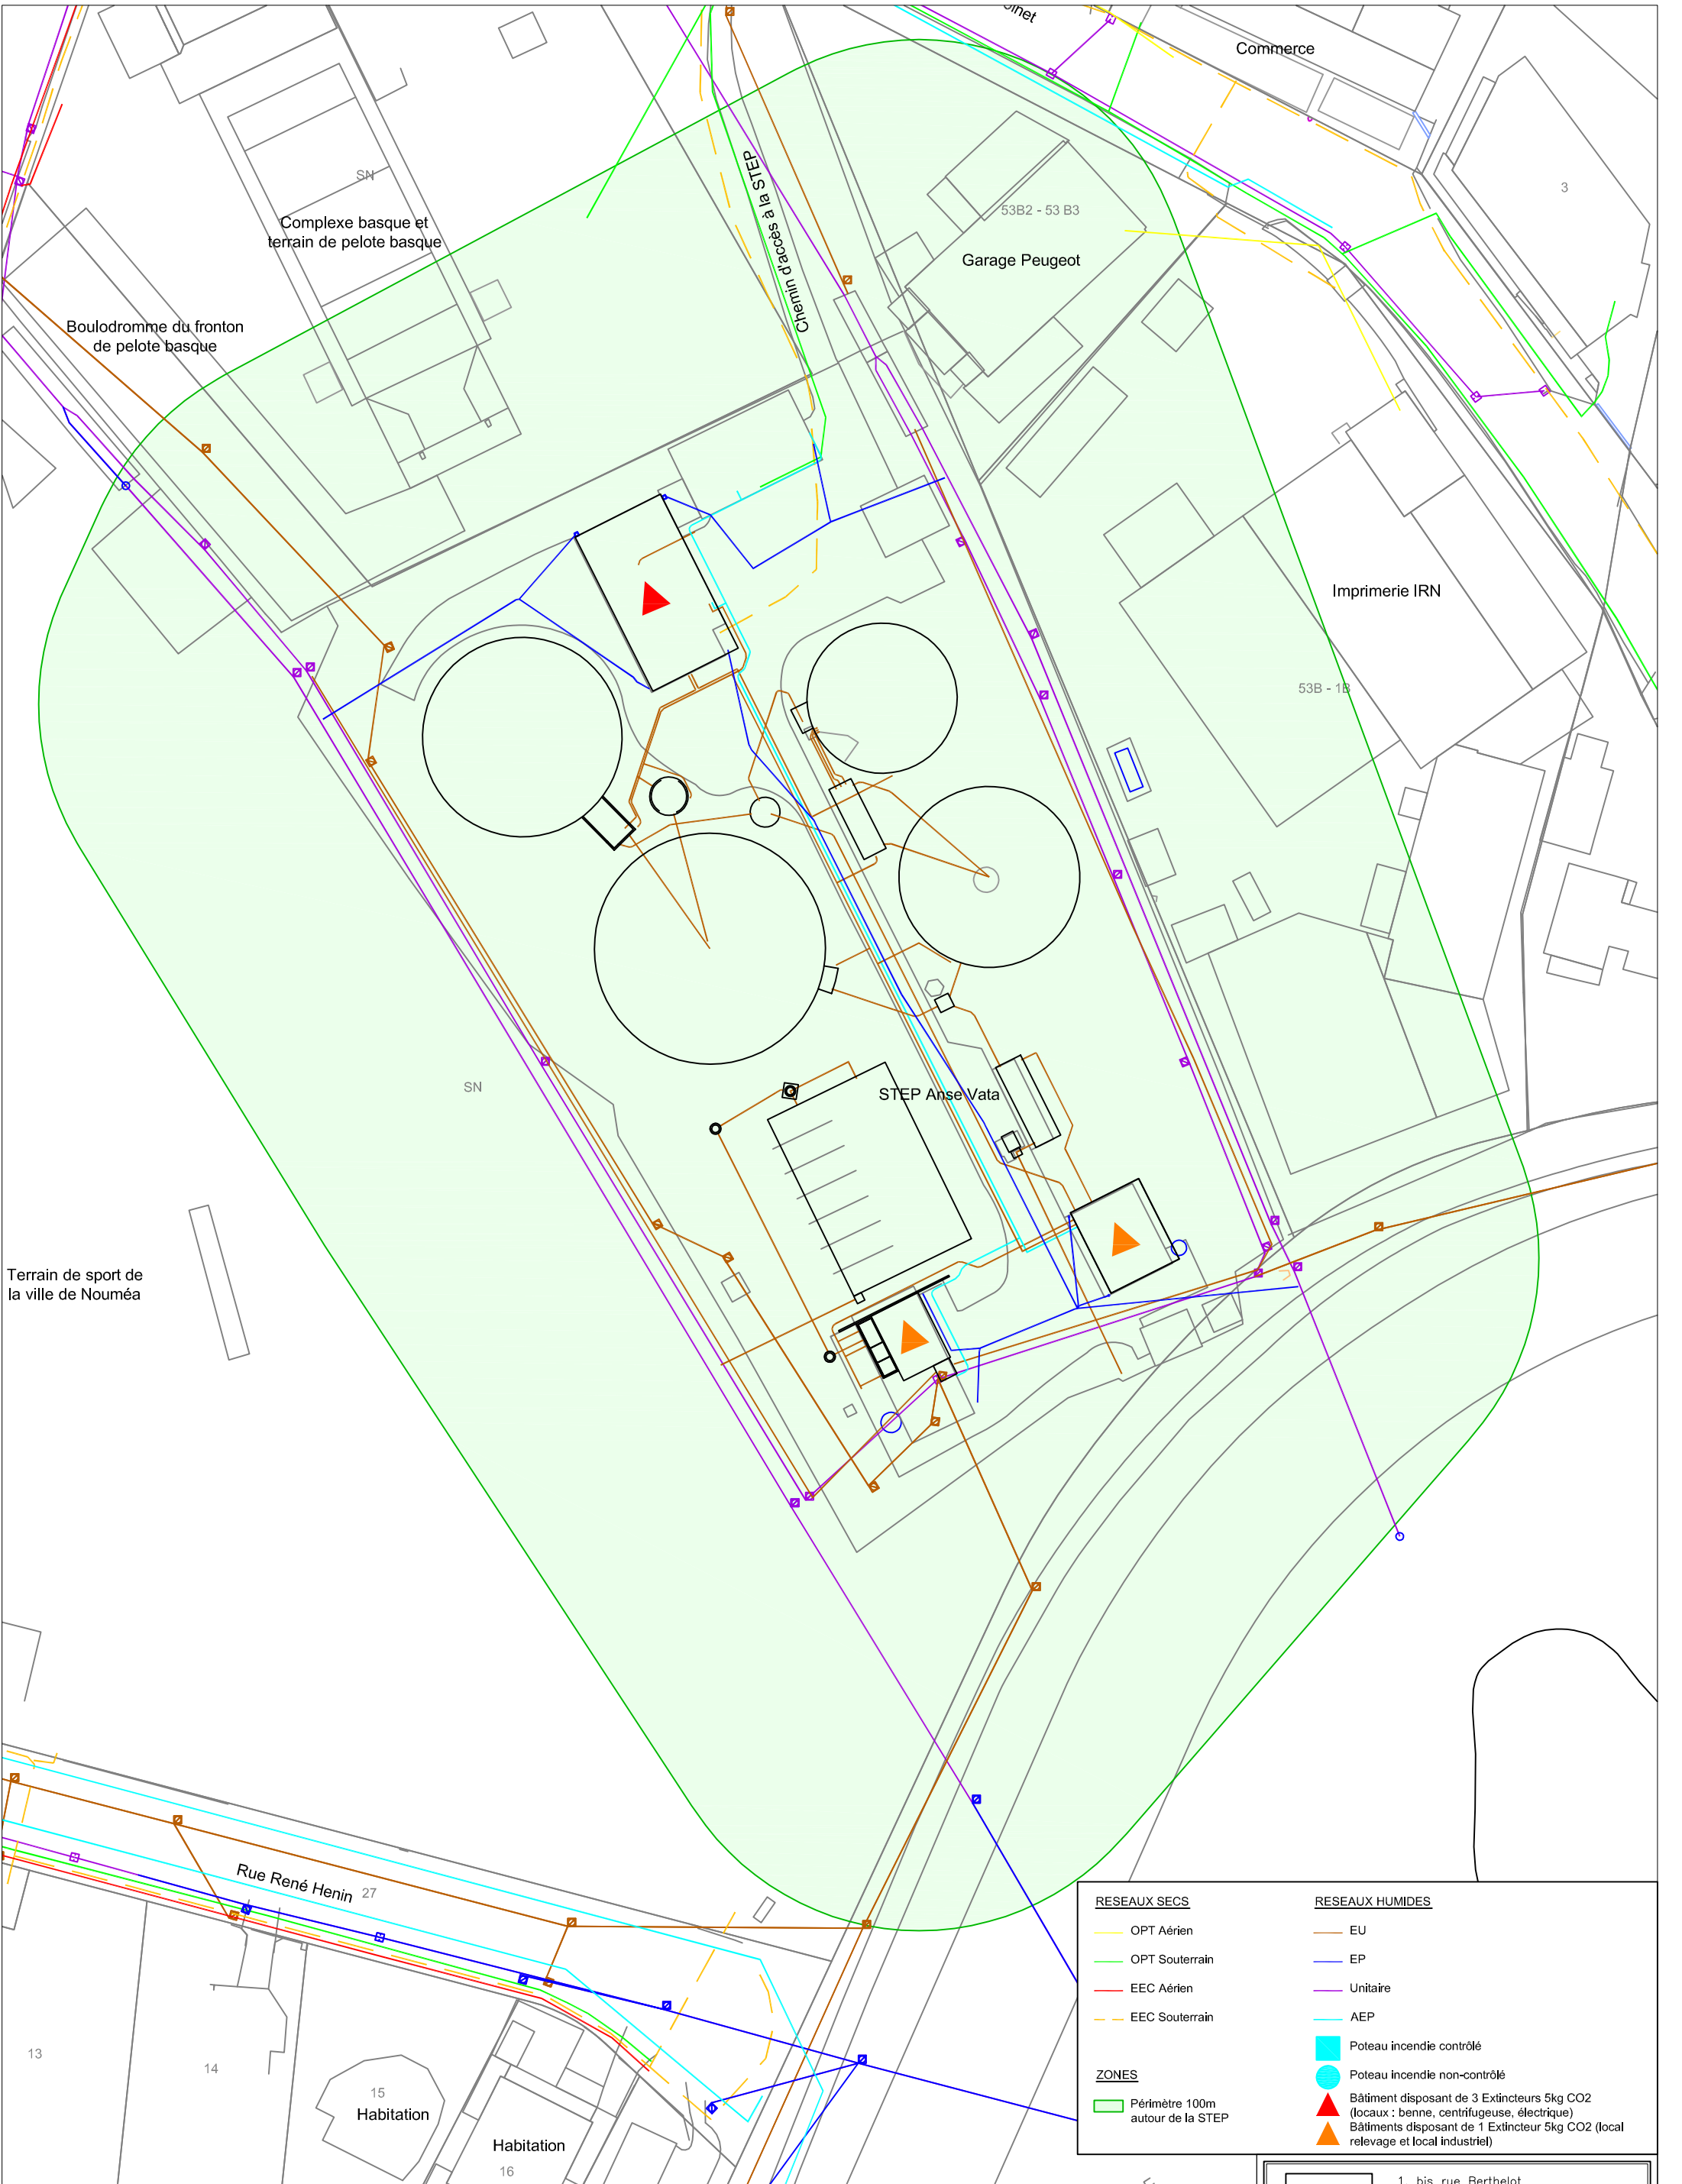 Commerce
SN
3
Complexe basque et
terrain de pelote basque
Chemin d'accés à la STEP
53B2 - 53 B3
Garage Peugeot
Boulodromme du fronton
de pelote basque
Imprimerie IRN
53B - 1B
SN
STEP Anse Vata
Terrain de sport de
la ville de Nouméa
Rue René Henin
27
13
14
15
Habitation
Habitation
16
RESEAUX SECS
OPT Aérien
OPT Souterrain
EEC Aérien
EEC Souterrain
ZONES
Périmètre 100m
autour de la STEP
RESEAUX HUMIDES
EU
EP
Unitaire
AEP
Poteau incendie contrôlé
Poteau incendie non-contrôlé
Bâtiment disposant de 3 Extincteurs 5kg CO2
(locaux : benne, centrifugeuse, électrique)
Bâtiments disposant de 1 Extincteur 5kg CO2 (local
relevage et local industriel)
1, bis rue Berthelot